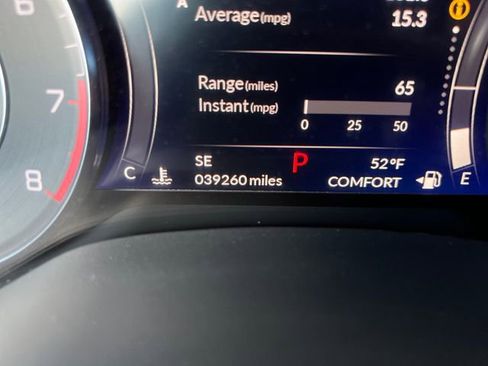 A
Average (mpg) 15.3
6
Range (miles) 65
7
Instant (mpg)
0 25 50
8
C
SE P 52°F
039260 miles COMFORT
E